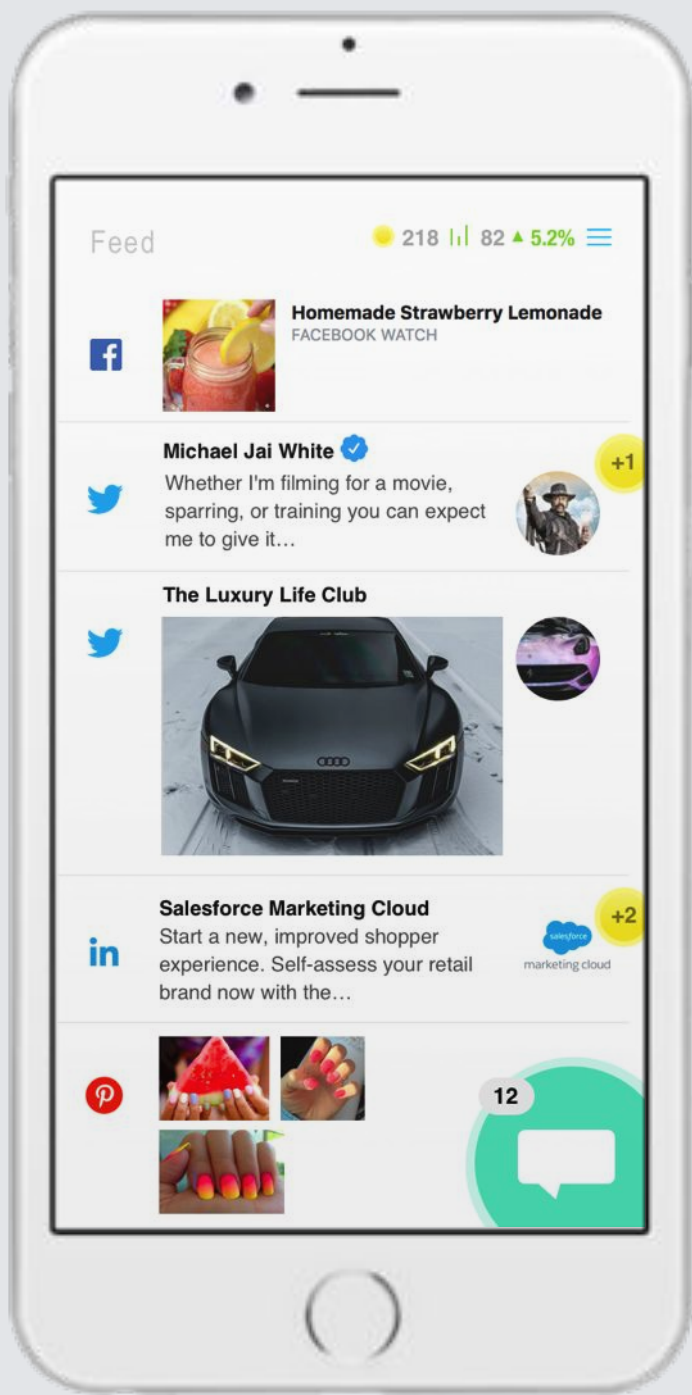 Feed
218 82 ▲ 5.2%
Homemade Strawberry Lemonade
FACEBOOK WATCH
Michael Jai White
+1
Whether I'm filming for a movie,
sparring, or training you can expect
me to give it…
The Luxury Life Club
Salesforce Marketing Cloud
+2
Start a new, improved shopper
experience. Self-assess your retail
brand now with the…
salesforce
marketing cloud
in
12